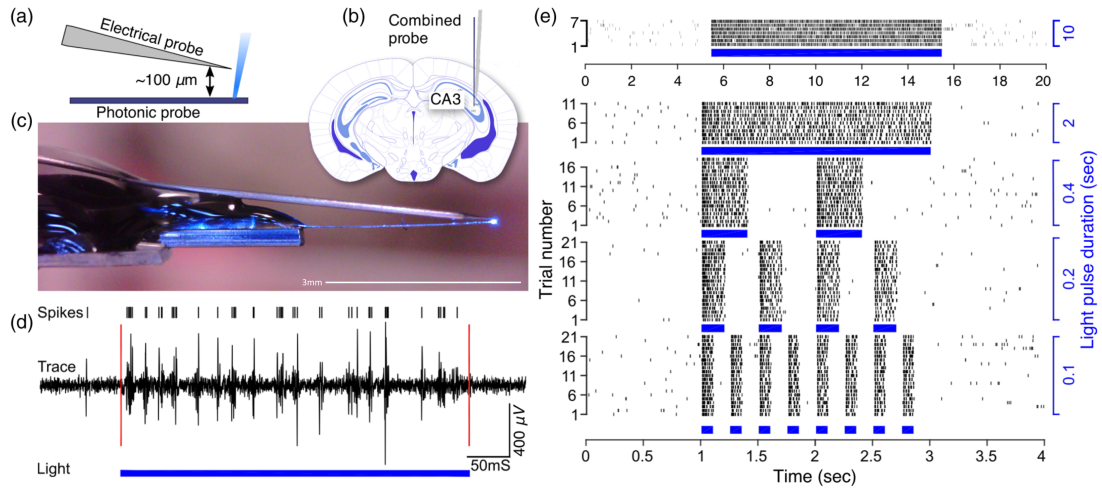 (a)
Electrical probe
~100 μm
Photonic probe
(b)
Combined
probe
CA3
(c)
3mm
(d)
Spikes
Trace
Light
400 μV
50mS
(e)
7
1
10
0 2 4 6 8 10 12 14 16 18 20
11
6
1
2
16
11
6
1
0.4
21
16
11
6
1
0.2
21
16
11
6
1
0.1
Trial number
Light pulse duration (sec)
0 0.5 1 1.5 2 2.5 3 3.5 4
Time (sec)